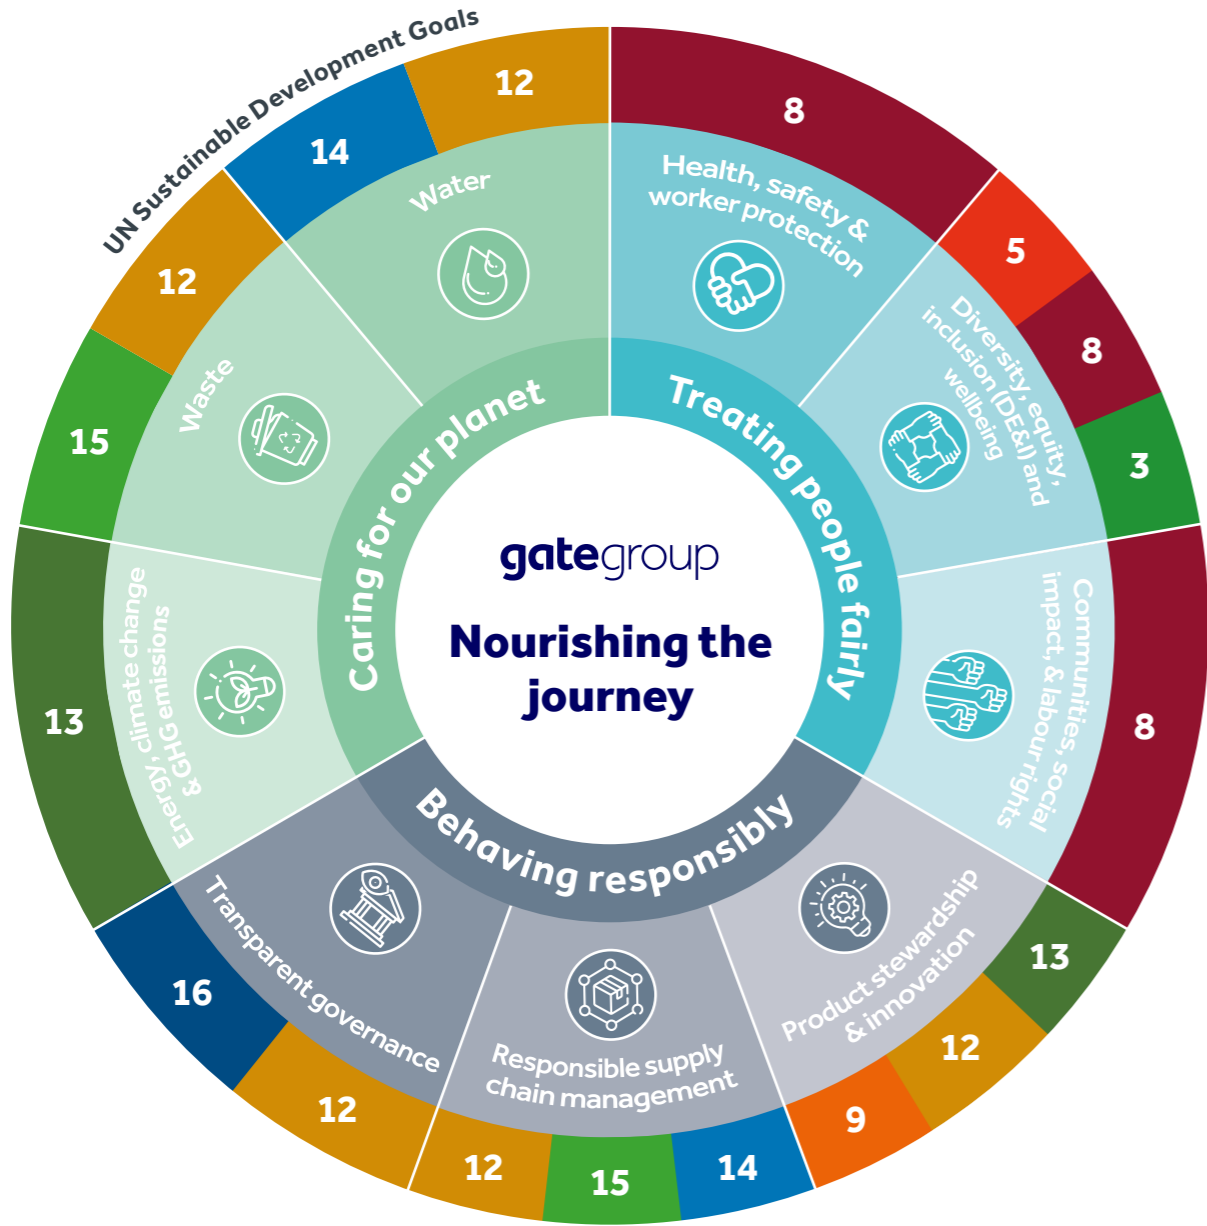 UN Sustainable Development Goals
12
8
14
5
12
8
15
3
13
8
16
13
12
12
12
9
15
14
Water
Health, safety &
worker protection
Waste
Diversity, equity,
inclusion (DE&I) and
wellbeing
Energy, climate change
& GHG emissions
Communities, social
impact, & labour rights
Transparent governance
Responsible supply
chain management
Product stewardship
& innovation
Caring for our planet
Treating people fairly
Behaving responsibly
gategroup
Nourishing the
journey